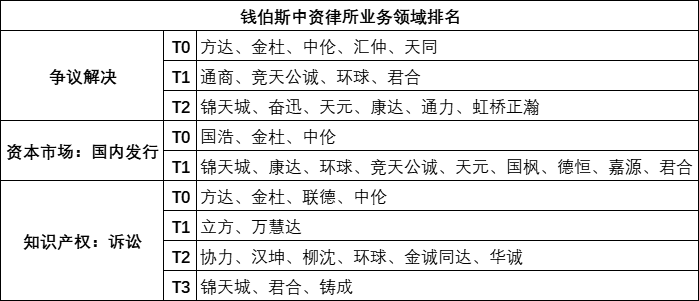 钱伯斯中资律所业务领域排名
争议解决
T0 方达、金杜、中伦、汇仲、天同
T1 通商、竞天公诚、环球、君合
T2 锦天城、奋迅、天元、康达、通力、虹桥正瀚
资本市场：国内发行
T0 国浩、金杜、中伦
T1 锦天城、康达、环球、竞天公诚、天元、国枫、德恒、嘉源、君合
知识产权：诉讼
T0 方达、金杜、联德、中伦
T1 立方、万慧达
T2 协力、汉坤、柳沈、环球、金诚同达、华诚
T3 锦天城、君合、铸成